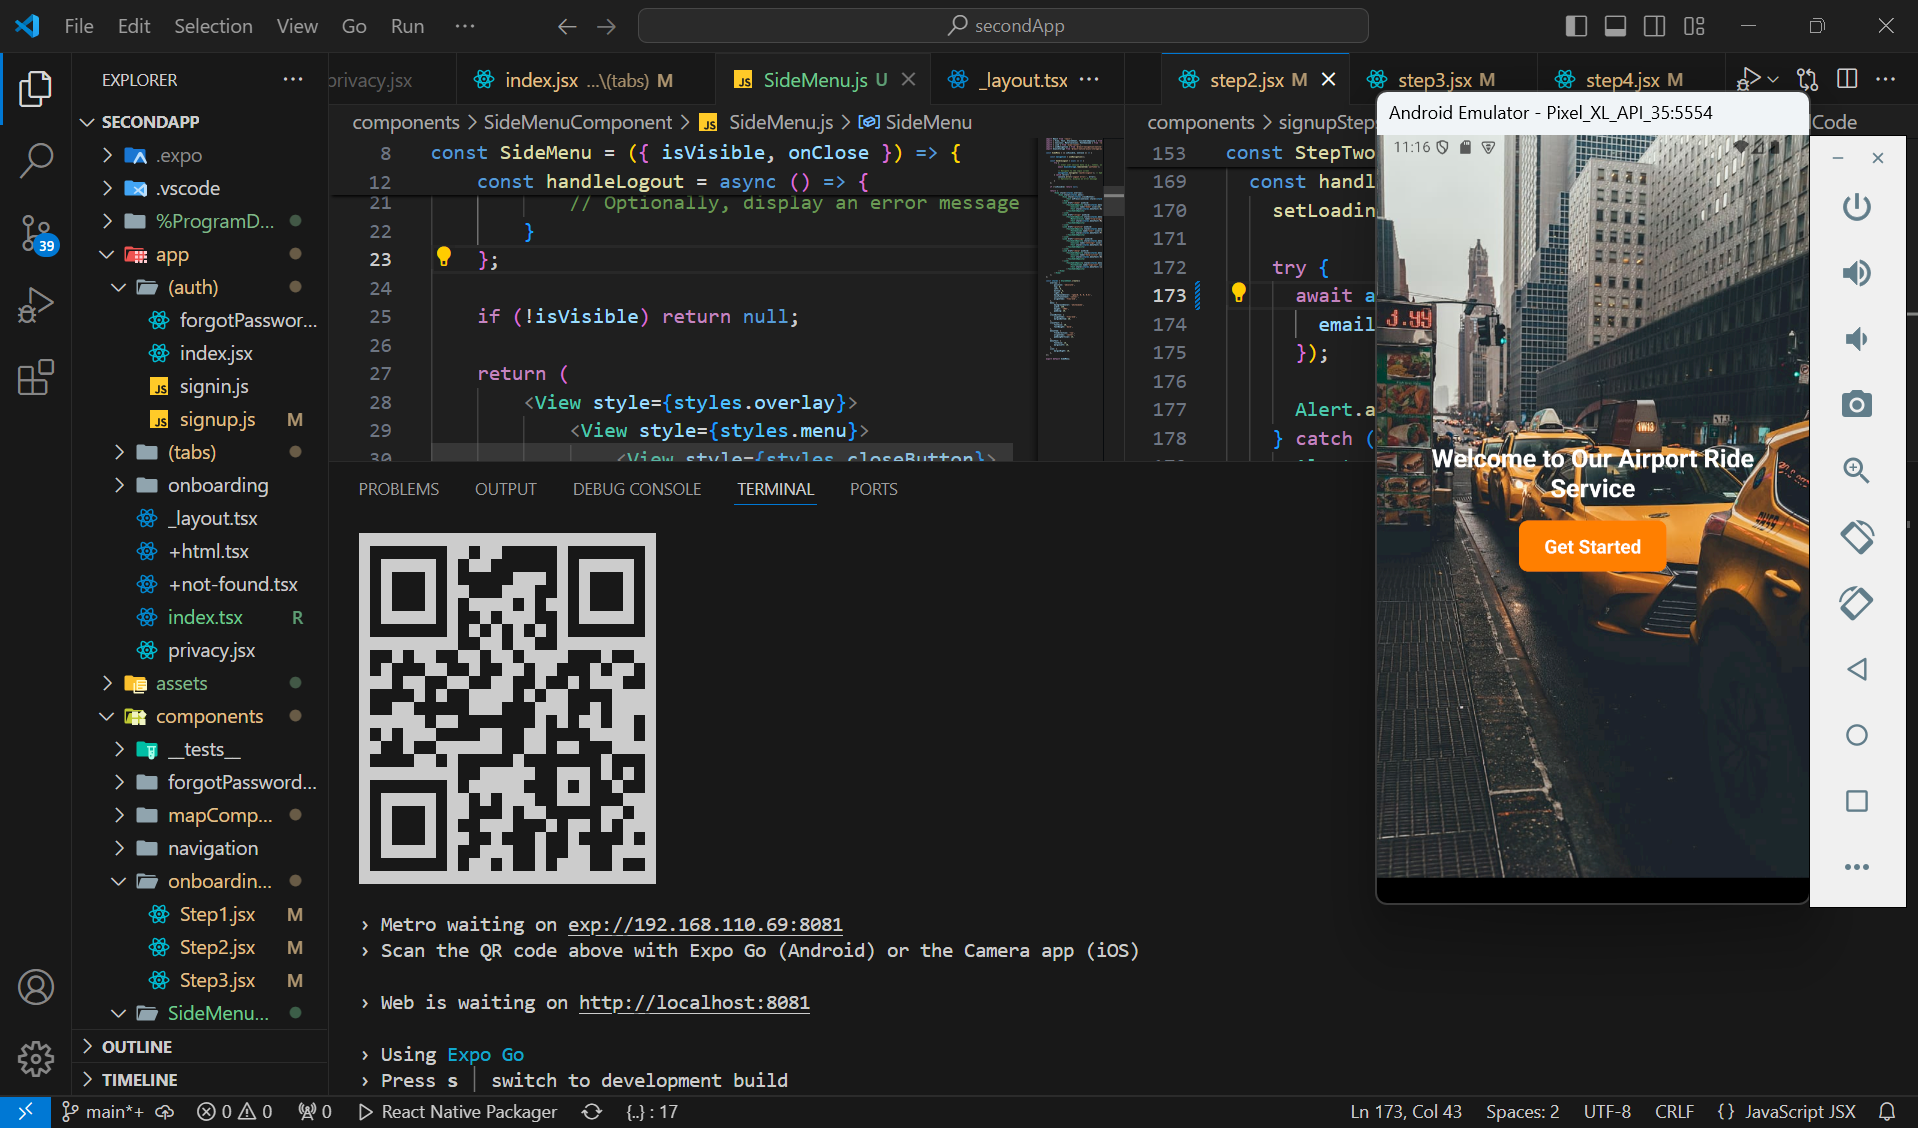 File Edit Selection View Go Run ··· secondApp
EXPLORER
SECONDAPP
.expo
.vscode
%ProgramD...
app
(auth)
forgotPasswor...
index.jsx
signin.js
signup.js M
(tabs)
onboarding
_layout.tsx
+html.tsx
+not-found.tsx
index.tsx R
privacy.jsx
assets
components
__tests__
forgotPassword...
mapComp...
navigation
onboardin...
Step1.jsx M
Step2.jsx M
Step3.jsx M
SideMenu...
OUTLINE
TIMELINE
39
privacy.jsx index.jsx ...\(tabs) M SideMenu.js U _layout.tsx ···
components > SideMenuComponent > SideMenu.js > SideMenu
8 const SideMenu = ({ isVisible, onClose }) => {
12 const handleLogout = async () => {
21 // Optionally, display an error message
22 }
23 };
24
25 if (!isVisible) return null;
26
27 return (
28 <View style={styles.overlay}>
29 <View style={styles.menu}>
30 <View style={styles.closeButton}>
step2.jsx M step3.jsx M step4.jsx M
components > signupStep
Code
153 const StepTwo
169 const handl
170 setLoadin
171
172 try {
173 await a
174 email
175 });
176
177 Alert.a
178 } catch (
PROBLEMS OUTPUT DEBUG CONSOLE TERMINAL PORTS
› Metro waiting on exp://192.168.110.69:8081
› Scan the QR code above with Expo Go (Android) or the Camera app (iOS)
› Web is waiting on http://localhost:8081
› Using Expo Go
› Press s │ switch to development build
Android Emulator - Pixel_XL_API_35:5554
11:16
Welcome to Our Airport Ride
Service
Get Started
main*+ 0 0 0 React Native Packager {..} : 17 Ln 173, Col 43 Spaces: 2 UTF-8 CRLF {} JavaScript JSX